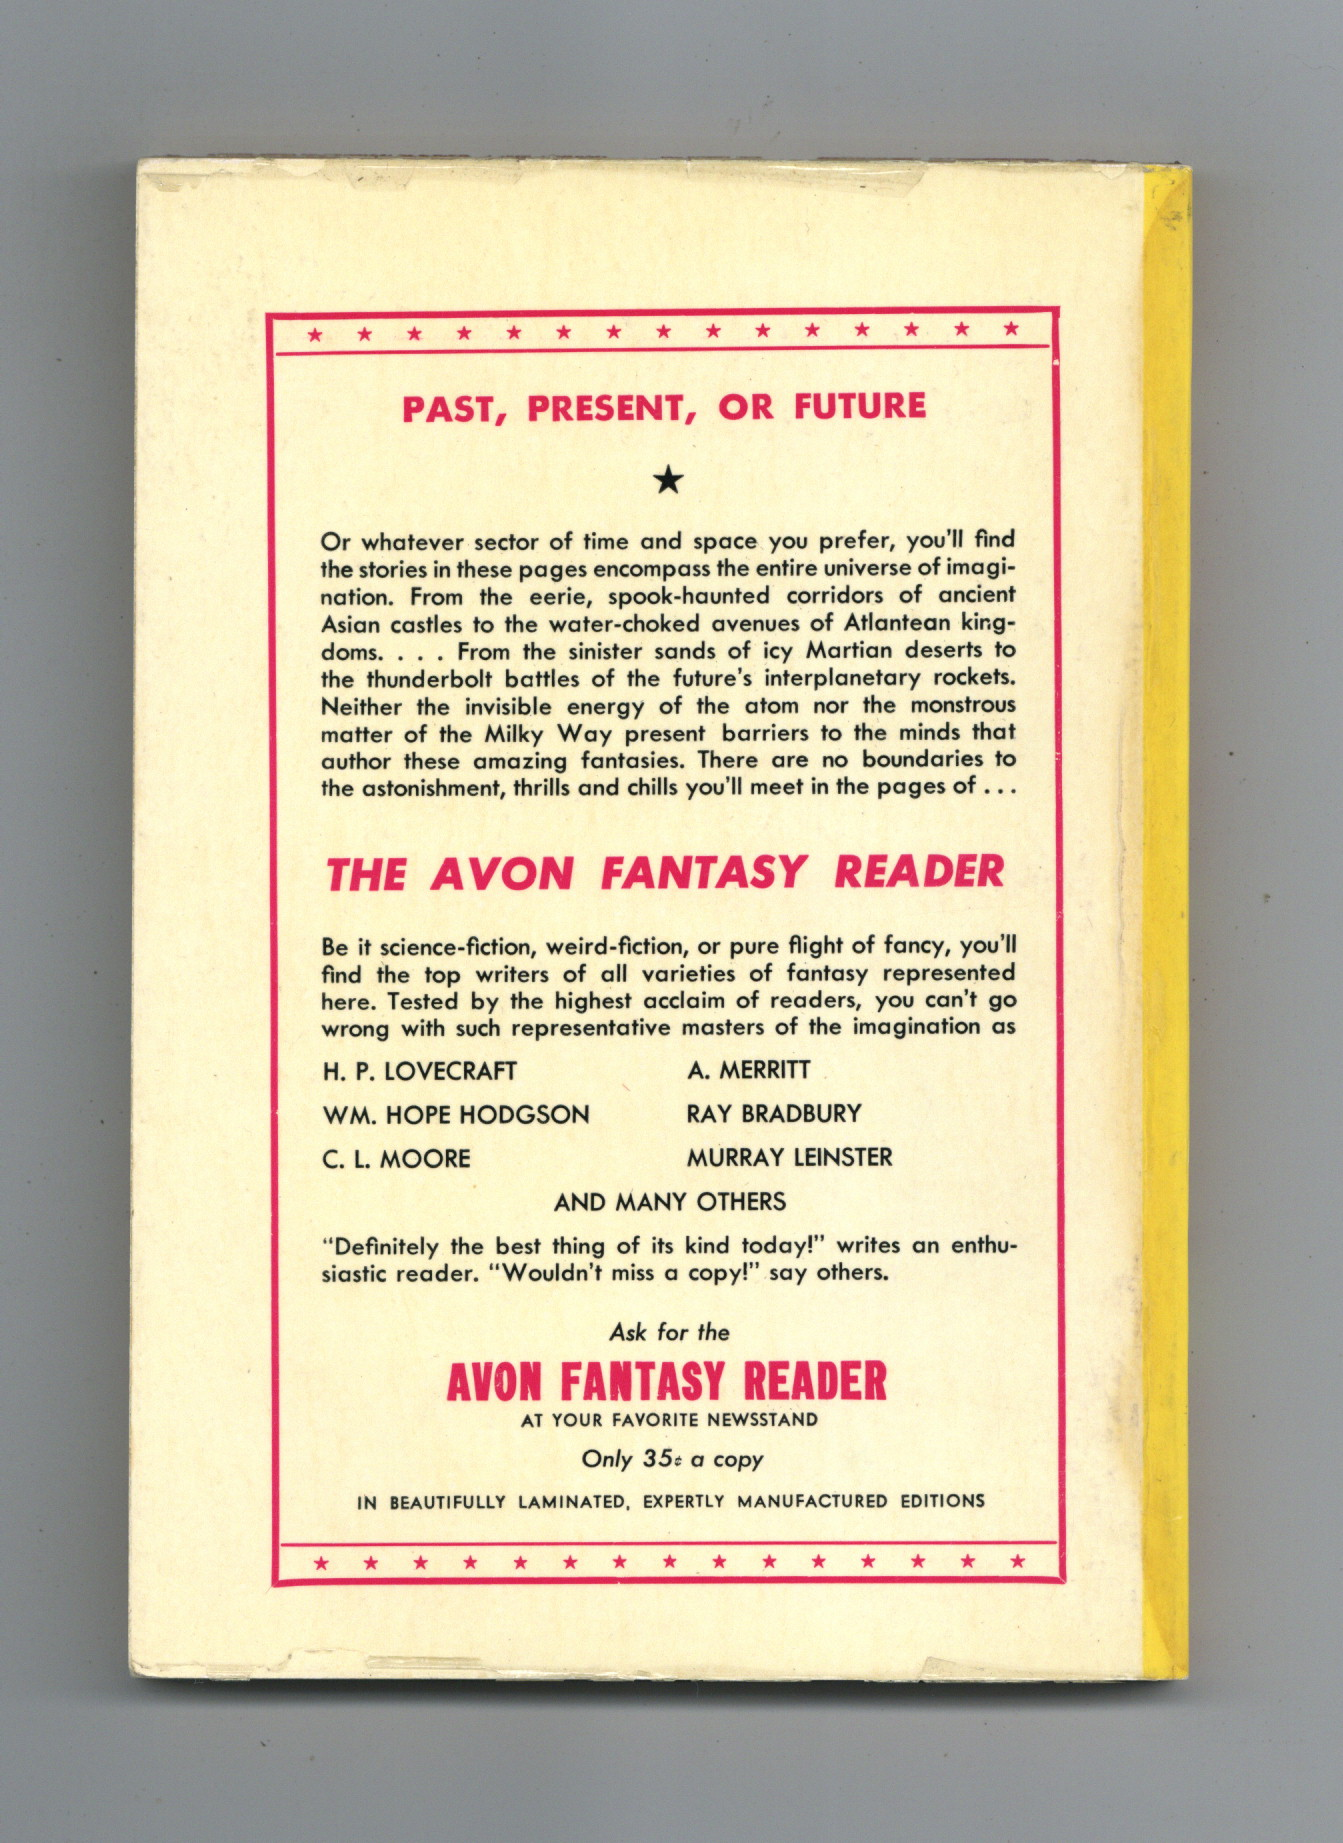 PAST, PRESENT, OR FUTURE
Or whatever sector of time and space you prefer, you'll find
the stories in these pages encompass the entire universe of imagi-
nation. From the eerie, spook-haunted corridors of ancient
Asian castles to the water-choked avenues of Atlantean king-
doms. . . . From the sinister sands of icy Martian deserts to
the thunderbolt battles of the future's interplanetary rockets.
Neither the invisible energy of the atom nor the monstrous
matter of the Milky Way present barriers to the minds that
author these amazing fantasies. There are no boundaries to
the astonishment, thrills and chills you'll meet in the pages of . . .
THE AVON FANTASY READER
Be it science-fiction, weird-fiction, or pure flight of fancy, you'll
find the top writers of all varieties of fantasy represented
here. Tested by the highest acclaim of readers, you can't go
wrong with such representative masters of the imagination as
H. P. LOVECRAFT A. MERRITT
WM. HOPE HODGSON RAY BRADBURY
C. L. MOORE MURRAY LEINSTER
AND MANY OTHERS
"Definitely the best thing of its kind today!" writes an enthu-
siastic reader. "Wouldn't miss a copy!" say others.
Ask for the
AVON FANTASY READER
AT YOUR FAVORITE NEWSSTAND
Only 35¢ a copy
IN BEAUTIFULLY LAMINATED, EXPERTLY MANUFACTURED EDITIONS